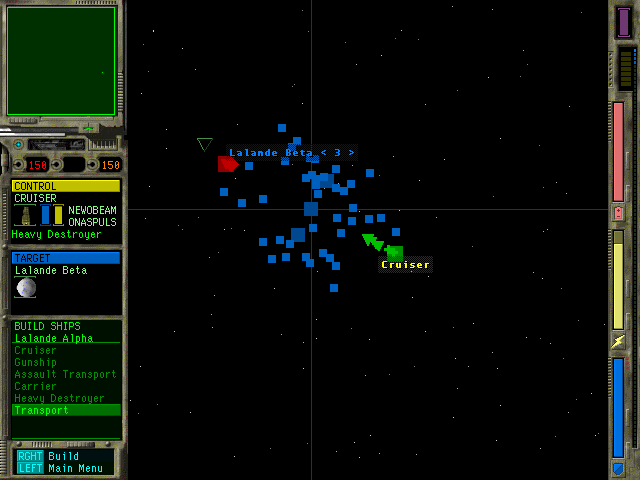 Lalande Beta < 3 >
150
150
CONTROL
CRUISER
NEWOBEAM
ONASPULS
Heavy Destroyer
TARGET
Lalande Beta
Cruiser
BUILD SHIPS
Lalande Alpha
Cruiser
Gunship
Assault Transport
Carrier
Heavy Destroyer
Transport
RGHT Build
LEFT Main Menu